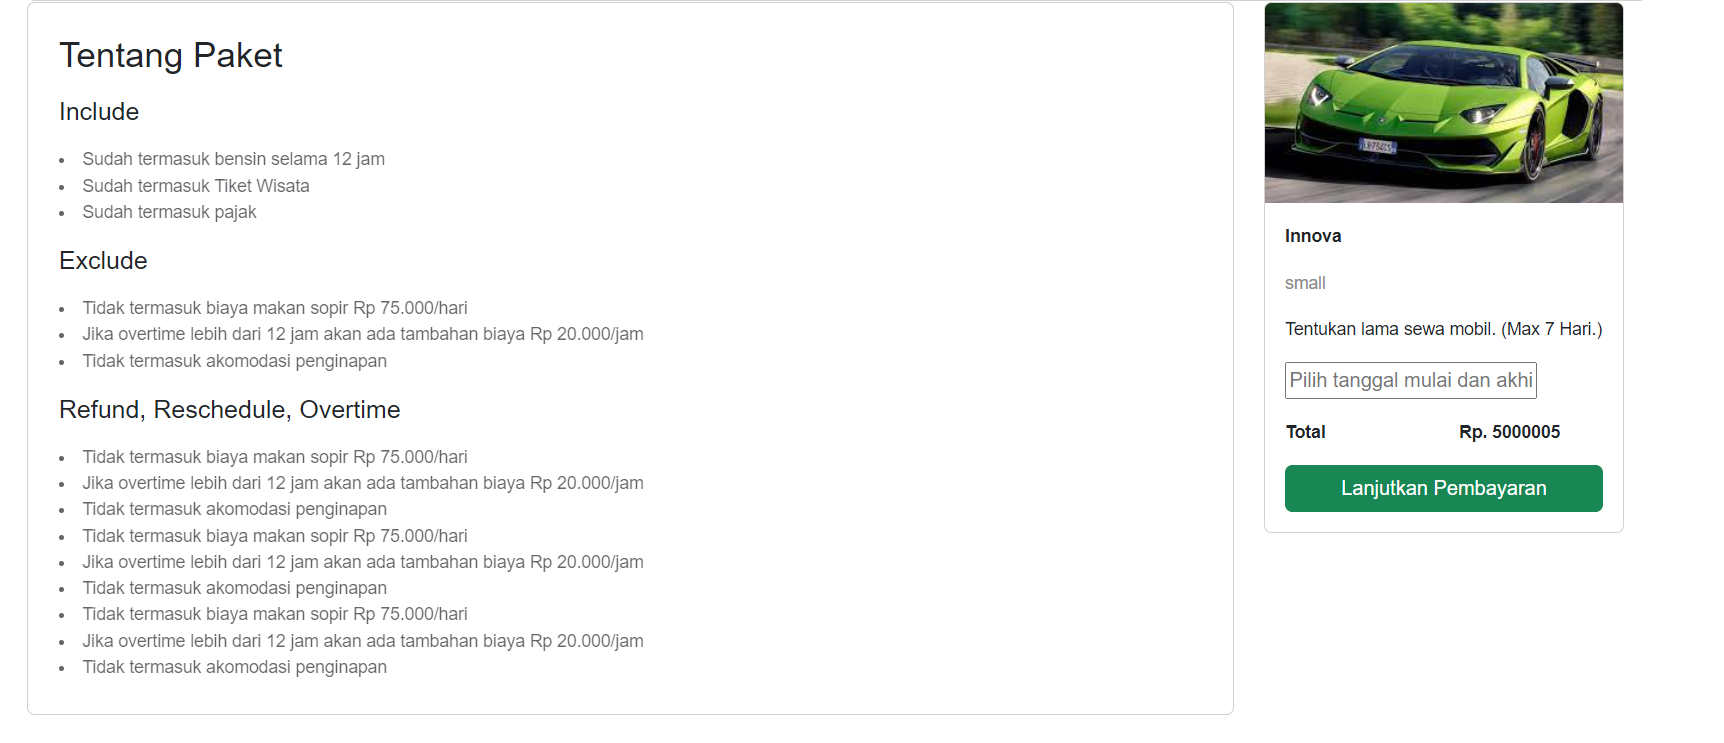 Tentang Paket
Include
Sudah termasuk bensin selama 12 jam
Sudah termasuk Tiket Wisata
Sudah termasuk pajak
Exclude
Tidak termasuk biaya makan sopir Rp 75.000/hari
Jika overtime lebih dari 12 jam akan ada tambahan biaya Rp 20.000/jam
Tidak termasuk akomodasi penginapan
Refund, Reschedule, Overtime
Tidak termasuk biaya makan sopir Rp 75.000/hari
Jika overtime lebih dari 12 jam akan ada tambahan biaya Rp 20.000/jam
Tidak termasuk akomodasi penginapan
Tidak termasuk biaya makan sopir Rp 75.000/hari
Jika overtime lebih dari 12 jam akan ada tambahan biaya Rp 20.000/jam
Tidak termasuk akomodasi penginapan
Tidak termasuk biaya makan sopir Rp 75.000/hari
Jika overtime lebih dari 12 jam akan ada tambahan biaya Rp 20.000/jam
Tidak termasuk akomodasi penginapan
Innova
small
Tentukan lama sewa mobil. (Max 7 Hari.)
Pilih tanggal mulai dan akhi
Total Rp. 5000005
Lanjutkan Pembayaran